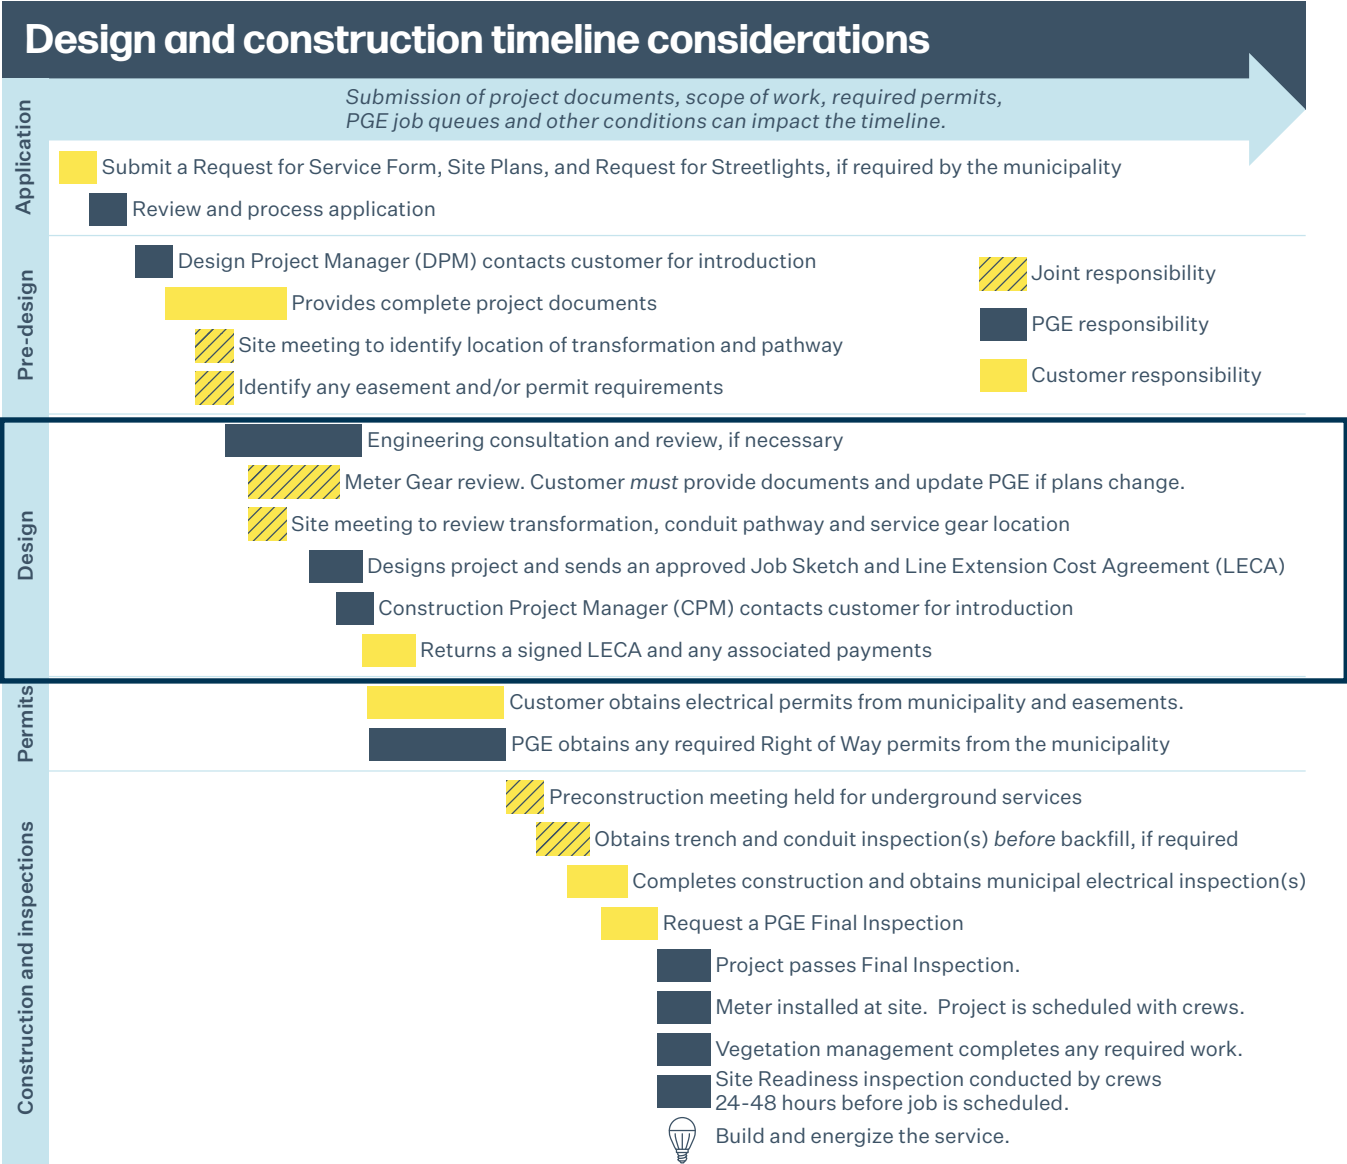 Design and construction timeline considerations
Submission of project documents, scope of work, required permits,
PGE job queues and other conditions can impact the timeline.
Application
Submit a Request for Service Form, Site Plans, and Request for Streetlights, if required by the municipality
Review and process application
Pre-design
Design Project Manager (DPM) contacts customer for introduction
Provides complete project documents
Site meeting to identify location of transformation and pathway
Identify any easement and/or permit requirements
Joint responsibility
PGE responsibility
Customer responsibility
Design
Engineering consultation and review, if necessary
Meter Gear review. Customer must provide documents and update PGE if plans change.
Site meeting to review transformation, conduit pathway and service gear location
Designs project and sends an approved Job Sketch and Line Extension Cost Agreement (LECA)
Construction Project Manager (CPM) contacts customer for introduction
Returns a signed LECA and any associated payments
Permits
Customer obtains electrical permits from municipality and easements.
PGE obtains any required Right of Way permits from the municipality
Construction and inspections
Preconstruction meeting held for underground services
Obtains trench and conduit inspection(s) before backfill, if required
Completes construction and obtains municipal electrical inspection(s)
Request a PGE Final Inspection
Project passes Final Inspection.
Meter installed at site.  Project is scheduled with crews.
Vegetation management completes any required work.
Site Readiness inspection conducted by crews
24-48 hours before job is scheduled.
Build and energize the service.